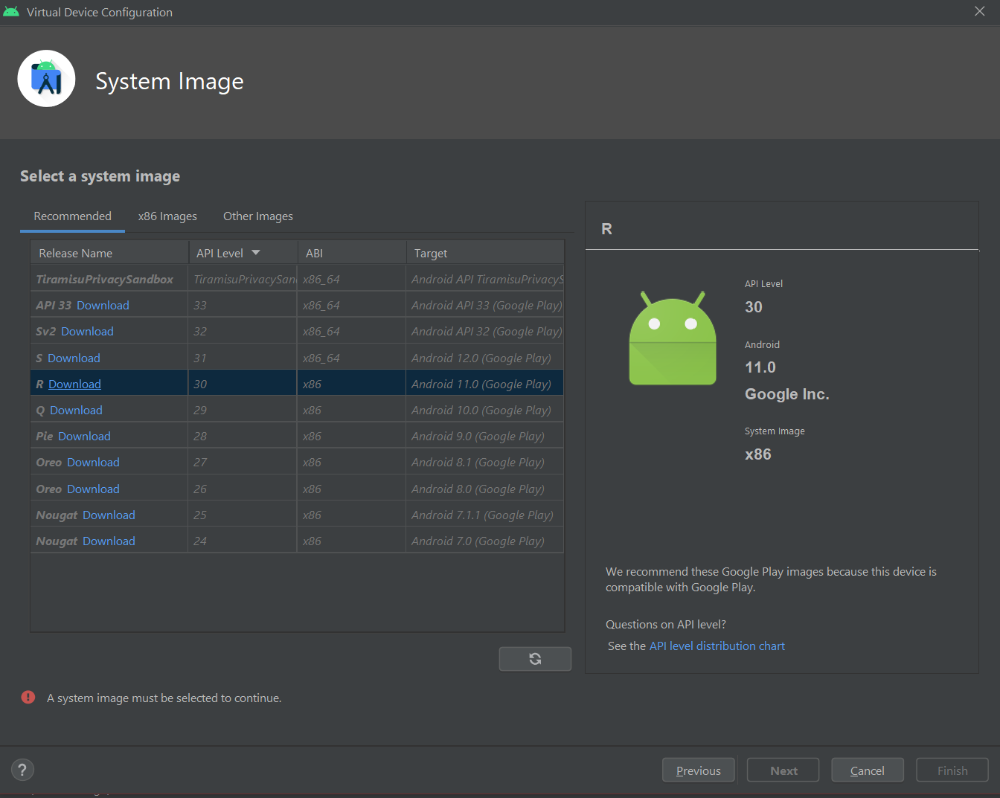 Virtual Device Configuration
System Image
Select a system image
Recommended x86 Images Other Images
Release Name API Level ABI Target
TiramisuPrivacySandbox TiramisuPrivacySan x86_64 Android API TiramisuPrivacyS
API 33 Download 33 x86_64 Android API 33 (Google Play)
Sv2 Download 32 x86_64 Android API 32 (Google Play)
S Download 31 x86_64 Android 12.0 (Google Play)
R Download 30 x86 Android 11.0 (Google Play)
Q Download 29 x86 Android 10.0 (Google Play)
Pie Download 28 x86 Android 9.0 (Google Play)
Oreo Download 27 x86 Android 8.1 (Google Play)
Oreo Download 26 x86 Android 8.0 (Google Play)
Nougat Download 25 x86 Android 7.1.1 (Google Play)
Nougat Download 24 x86 Android 7.0 (Google Play)
R
API Level
30
Android
11.0
Google Inc.
System Image
x86
We recommend these Google Play images because this device is
compatible with Google Play.
Questions on API level?
See the API level distribution chart
A system image must be selected to continue.
? Previous Next Cancel Finish